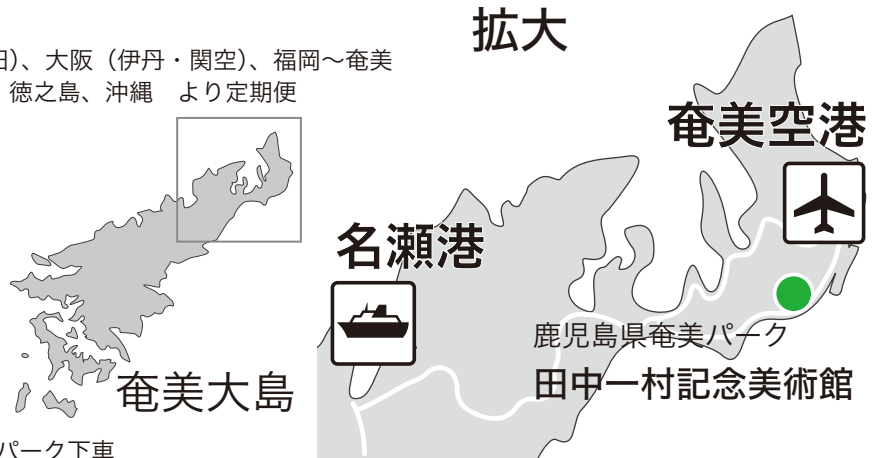 拡大
田)、大阪（伊丹・関空)、福岡〜奄美
徳之島、沖縄　より定期便
奄美空港
名瀬港
鹿児島県奄美パーク
田中一村記念美術館
奄美大島
パーク下車